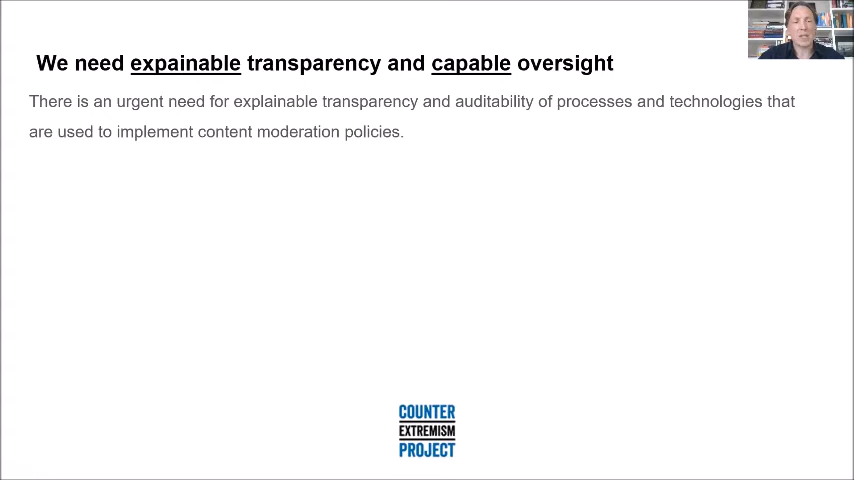 We need expainable transparency and capable oversight
There is an urgent need for explainable transparency and auditability of processes and technologies that
are used to implement content moderation policies.
COUNTER
EXTREMISM
PROJECT